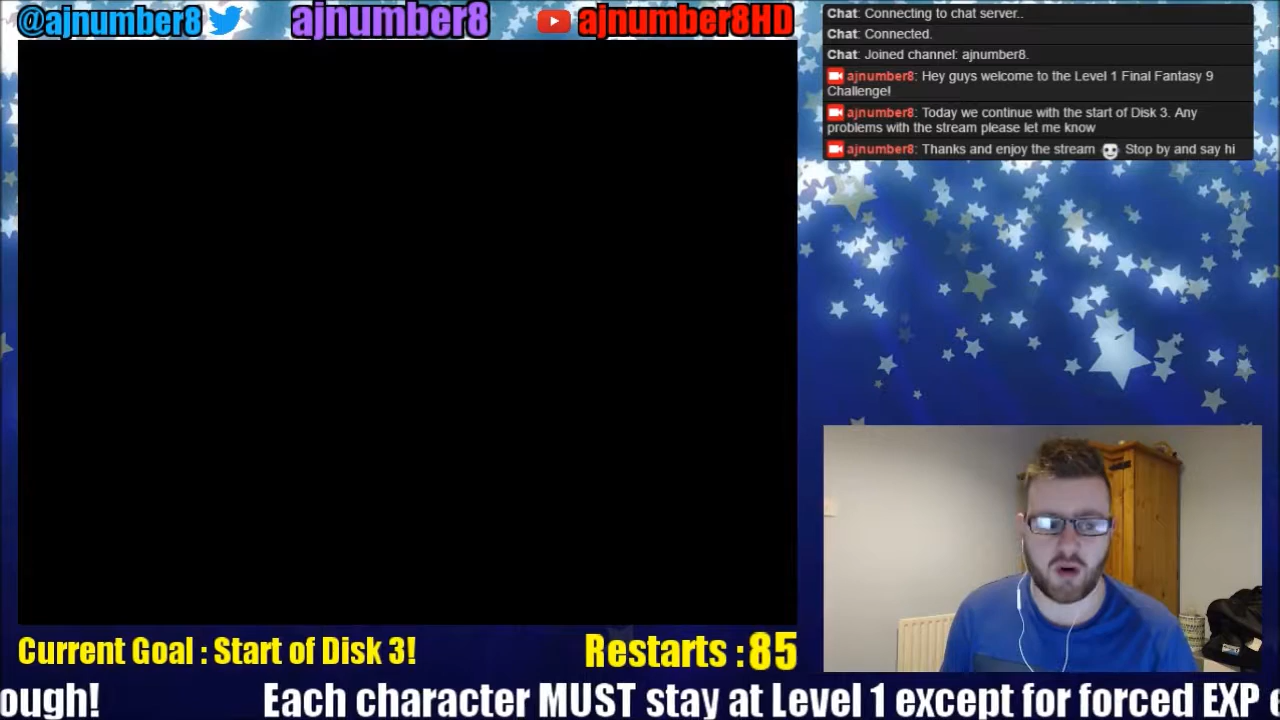 @ajnumber8
ajnumber8
ajnumber8HD
Chat: Connecting to chat server..
Chat: Connected.
Chat: Joined channel: ajnumber8.
ajnumber8: Hey guys welcome to the Level 1 Final Fantasy 9
Challenge!
ajnumber8: Today we continue with the start of Disk 3. Any
problems with the stream please let me know
ajnumber8: Thanks and enjoy the stream Stop by and say hi
Current Goal : Start of Disk 3!
Restarts : 85
ough! Each character MUST stay at Level 1 except for forced EXP